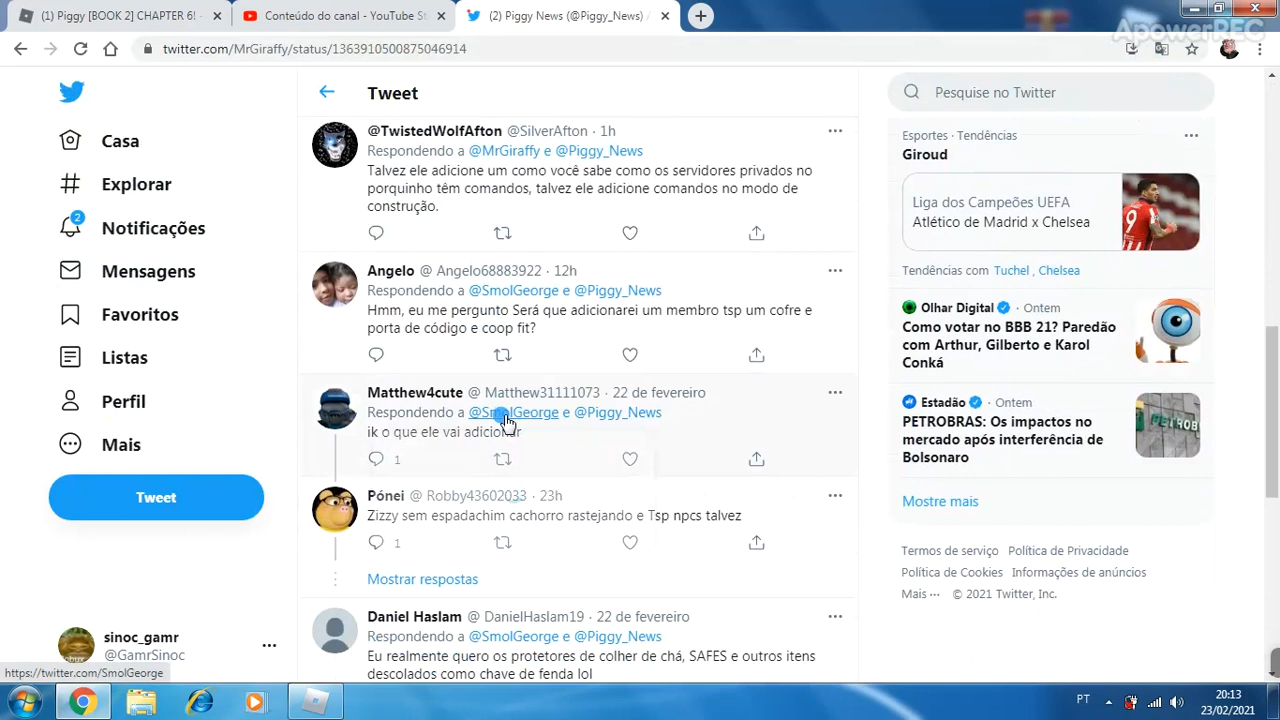 (1) Piggy [BOOK 2] CHAPTER 6!
Conteúdo do canal - YouTube St
(2) Piggy News (@Piggy_News) /
ApowerREC
twitter.com/MrGiraffy/status/1363910500875046914
Casa
Explorar
2
Notificações
Mensagens
Favoritos
Listas
Perfil
Mais
Tweet
sinoc_gamr
@GamrSinoc
Tweet
@TwistedWolfAfton @SilverAfton · 1h
Respondendo a @MrGiraffy e @Piggy_News
Talvez ele adicione um como você sabe como os servidores privados no
porquinho têm comandos, talvez ele adicione comandos no modo de
construção.
Angelo @ Angelo68883922 · 12h
Respondendo a @SmolGeorge e @Piggy_News
Hmm, eu me pergunto Será que adicionarei um membro tsp um cofre e
porta de código e coop fit?
Matthew4cute @ Matthew31111073 · 22 de fevereiro
Respondendo a @SmolGeorge e @Piggy_News
ik o que ele vai adicionar
1
Pónei @ Robby43602033 · 23h
Zizzy sem espadachim cachorro rastejando e Tsp npcs talvez
1
Mostrar respostas
Daniel Haslam @ DanielHaslam19 · 22 de fevereiro
Respondendo a @SmolGeorge e @Piggy_News
Eu realmente quero os protetores de colher de chá, SAFES e outros itens
descolados como chave de fenda lol
Pesquise no Twitter
Esportes · Tendências
Giroud
Liga dos Campeões UEFA
Atlético de Madrid x Chelsea
Tendências com Tuchel , Chelsea
Olhar Digital · Ontem
Como votar no BBB 21? Paredão
com Arthur, Gilberto e Karol
Conká
Estadão · Ontem
PETROBRAS: Os impactos no
mercado após interferência de
Bolsonaro
Mostre mais
Termos de serviço Política de Privacidade
Política de Cookies Informações de anúncios
Mais ··· © 2021 Twitter, Inc.
https://twitter.com/SmolGeorge
PT
20:13
23/02/2021